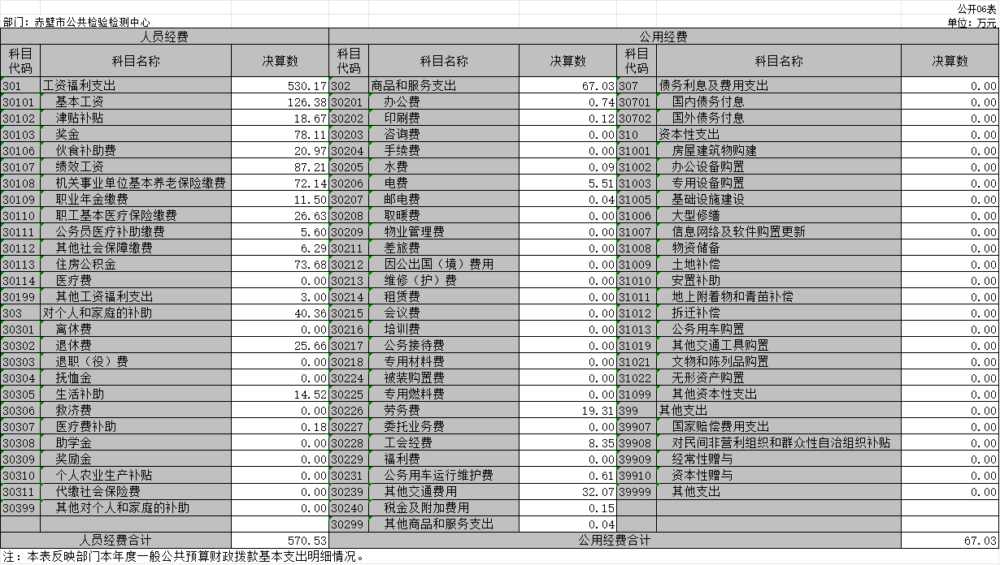 公开06表
部门：赤壁市公共检验检测中心 单位：万元
人员经费 公用经费
科目代码 科目名称 决算数 科目代码 科目名称 决算数 科目代码 科目名称 决算数
301 工资福利支出 530.17 302 商品和服务支出 67.03 307 债务利息及费用支出 0.00
30101 基本工资 126.38 30201 办公费 0.74 30701 国内债务付息 0.00
30102 津贴补贴 18.67 30202 印刷费 0.12 30702 国外债务付息 0.00
30103 奖金 78.11 30203 咨询费 0.00 310 资本性支出 0.00
30106 伙食补助费 20.97 30204 手续费 0.00 31001 房屋建筑物购建 0.00
30107 绩效工资 87.21 30205 水费 0.09 31002 办公设备购置 0.00
30108 机关事业单位基本养老保险缴费 72.14 30206 电费 5.51 31003 专用设备购置 0.00
30109 职业年金缴费 11.50 30207 邮电费 0.04 31005 基础设施建设 0.00
30110 职工基本医疗保险缴费 26.63 30208 取暖费 0.00 31006 大型修缮 0.00
30111 公务员医疗补助缴费 5.60 30209 物业管理费 0.00 31007 信息网络及软件购置更新 0.00
30112 其他社会保障缴费 6.29 30211 差旅费 0.00 31008 物资储备 0.00
30113 住房公积金 73.68 30212 因公出国（境）费用 0.00 31009 土地补偿 0.00
30114 医疗费 0.00 30213 维修（护）费 0.00 31010 安置补助 0.00
30199 其他工资福利支出 3.00 30214 租赁费 0.00 31011 地上附着物和青苗补偿 0.00
303 对个人和家庭的补助 40.36 30215 会议费 0.00 31012 拆迁补偿 0.00
30301 离休费 0.00 30216 培训费 0.00 31013 公务用车购置 0.00
30302 退休费 25.66 30217 公务接待费 0.00 31019 其他交通工具购置 0.00
30303 退职（役）费 0.00 30218 专用材料费 0.00 31021 文物和陈列品购置 0.00
30304 抚恤金 0.00 30224 被装购置费 0.00 31022 无形资产购置 0.00
30305 生活补助 14.52 30225 专用燃料费 0.00 31099 其他资本性支出 0.00
30306 救济费 0.00 30226 劳务费 19.31 399 其他支出 0.00
30307 医疗费补助 0.18 30227 委托业务费 0.00 39907 国家赔偿费用支出 0.00
30308 助学金 0.00 30228 工会经费 8.35 39908 对民间非营利组织和群众性自治组织补贴 0.00
30309 奖励金 0.00 30229 福利费 0.00 39909 经常性赠与 0.00
30310 个人农业生产补贴 0.00 30231 公务用车运行维护费 0.61 39910 资本性赠与 0.00
30311 代缴社会保险费 0.00 30239 其他交通费用 32.07 39999 其他支出 0.00
30399 其他对个人和家庭的补助 0.00 30240 税金及附加费用 0.15
30299 其他商品和服务支出 0.04
人员经费合计 570.53 公用经费合计 67.03
注：本表反映部门本年度一般公共预算财政拨款基本支出明细情况。